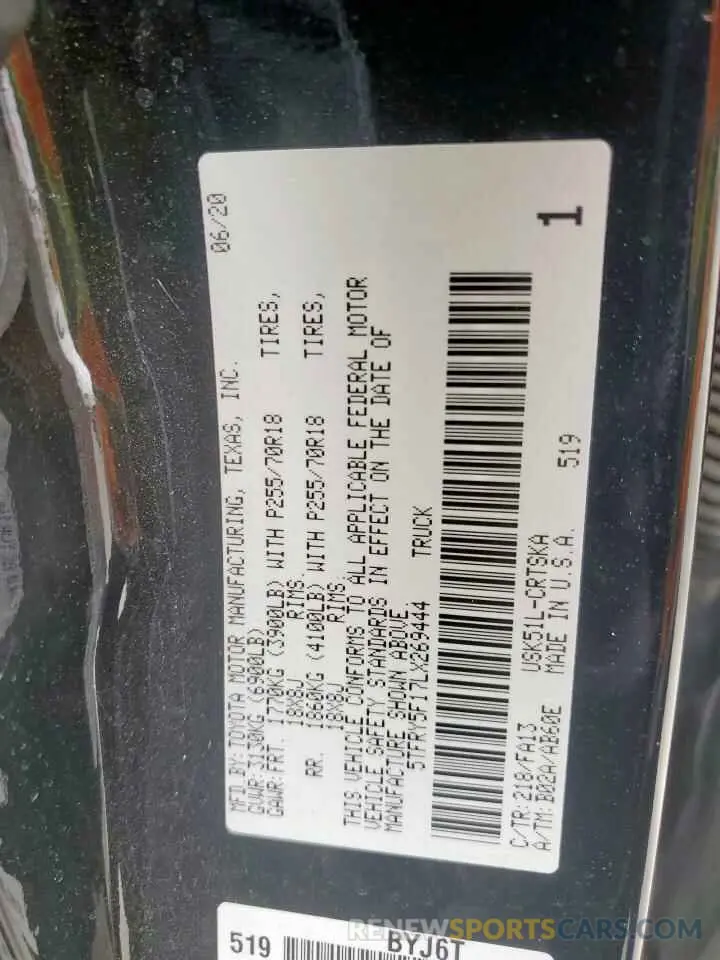 06/20
MFD BY: TOYOTA MOTOR MANUFACTURING, TEXAS, INC.
GVWR: 3130KG (6900LB)
GAWR: FRT. 1770KG (3900LB) WITH P255/70R18 TIRES,
18X8J RIMS,
RR. 1860KG (4100LB) WITH P255/70R18 TIRES,
18X8J RIMS,
THIS VEHICLE CONFORMS TO ALL APPLICABLE FEDERAL MOTOR
VEHICLE SAFETY STANDARDS IN EFFECT ON THE DATE OF
MANUFACTURE SHOWN ABOVE.
5TFRY5F17LX269444 TRUCK
1
C/TR: 218/FA13 USK51L-CRTSKA
A/TM: B02A/AB60E MADE IN U.S.A. 519
519 BYJ6T
RENEWSPORTSCARS.COM